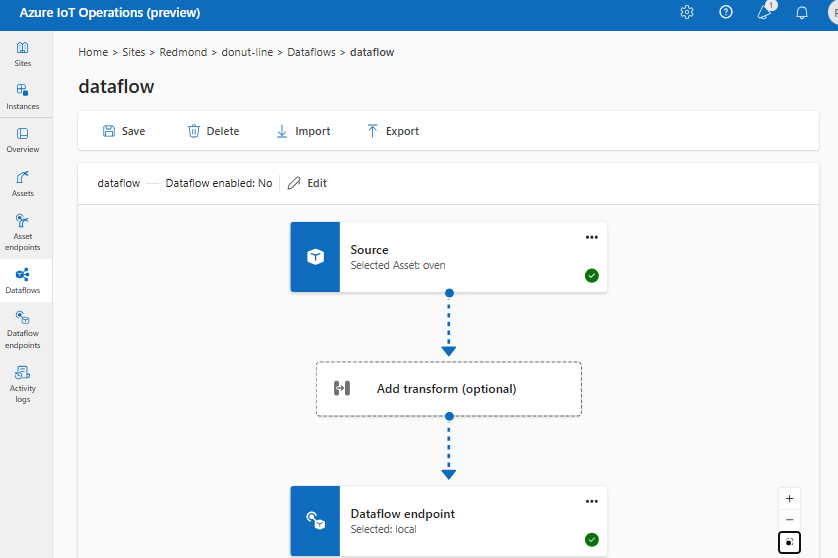 Azure IoT Operations (preview)
1
Sites
Instances
Overview
Assets
Asset
endpoints
Dataflows
Dataflow
endpoints
Activity
logs
Home > Sites > Redmond > donut-line > Dataflows > dataflow
dataflow
Save
Delete
Import
Export
dataflow
Dataflow enabled: No
Edit
Source
Selected Asset: oven
Add transform (optional)
Dataflow endpoint
Selected: local